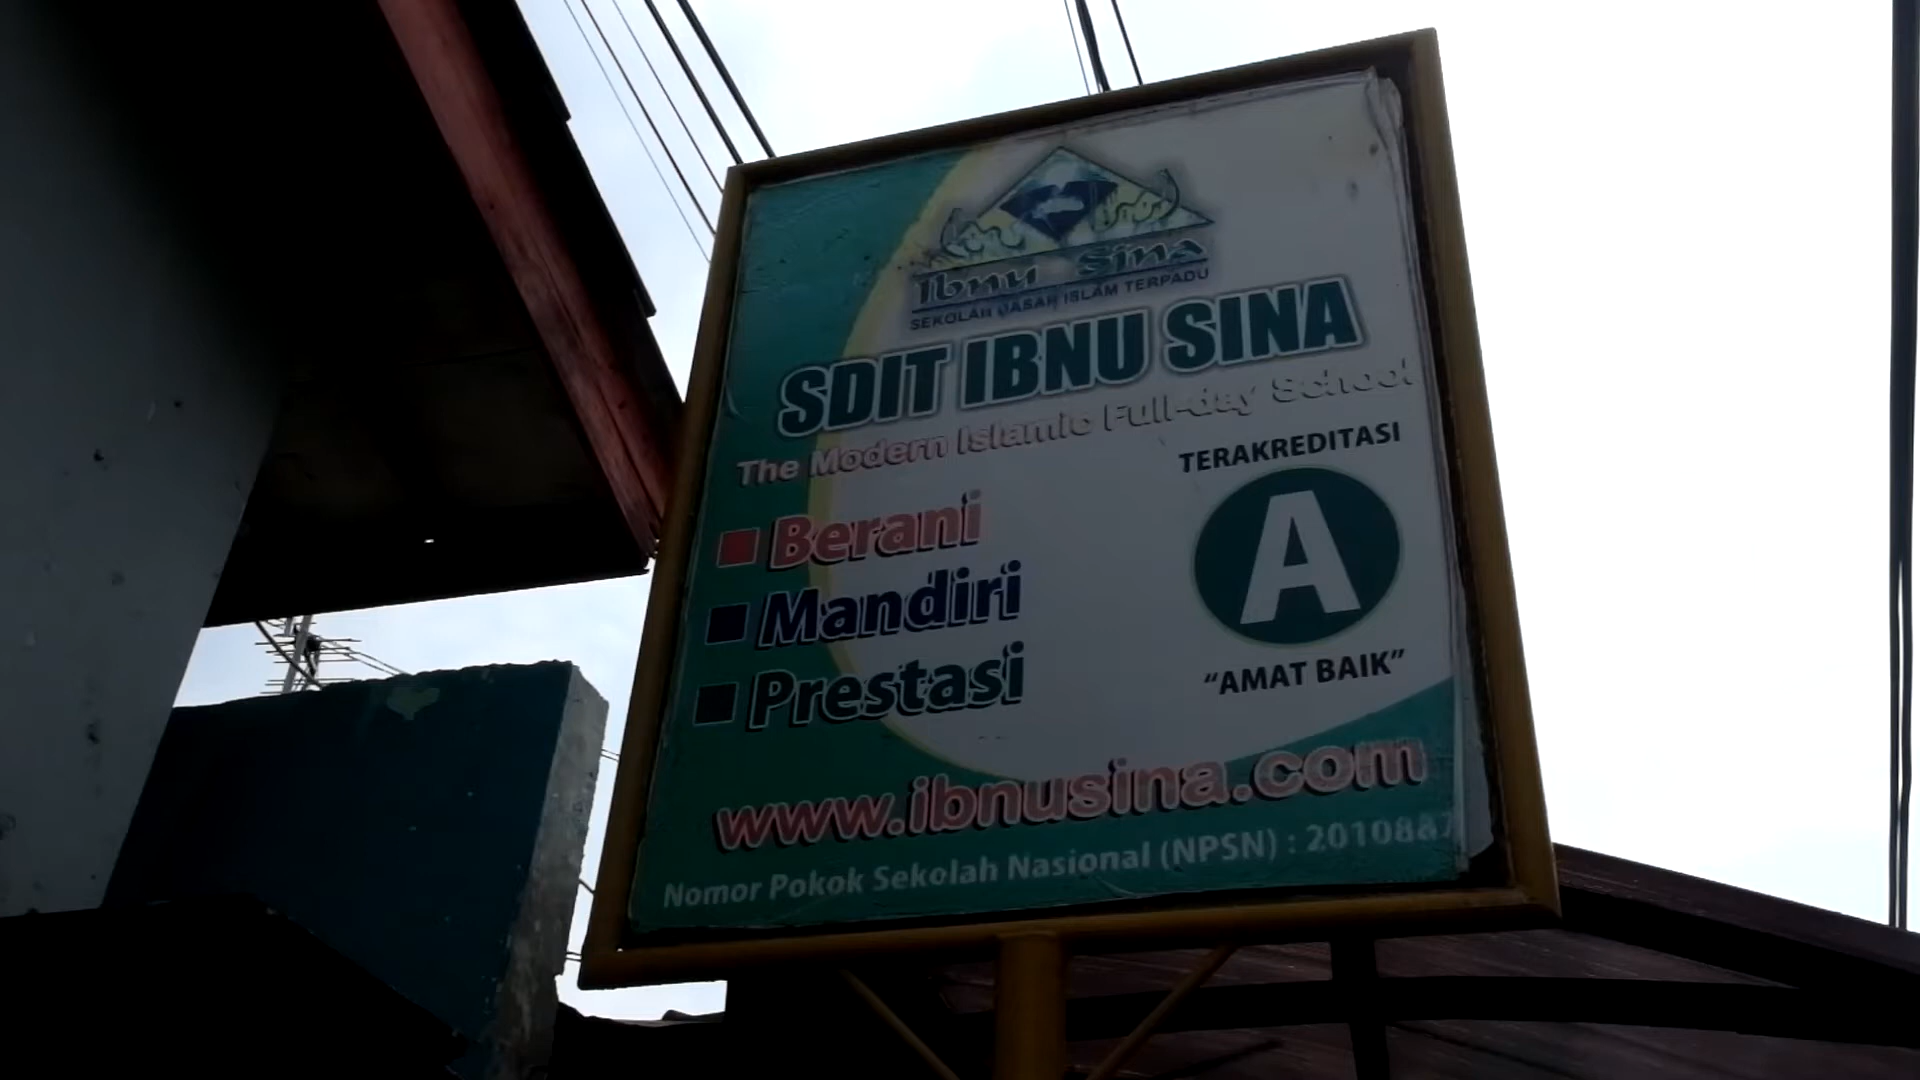 Ibnu Sina
SEKOLAH DASAR ISLAM TERPADU
SDIT IBNU SINA
The Modern Islamic Full-day School
TERAKREDITASI
A
"AMAT BAIK"
Berani
Mandiri
Prestasi
www.ibnusina.com
Nomor Pokok Sekolah Nasional (NPSN) : 20108887